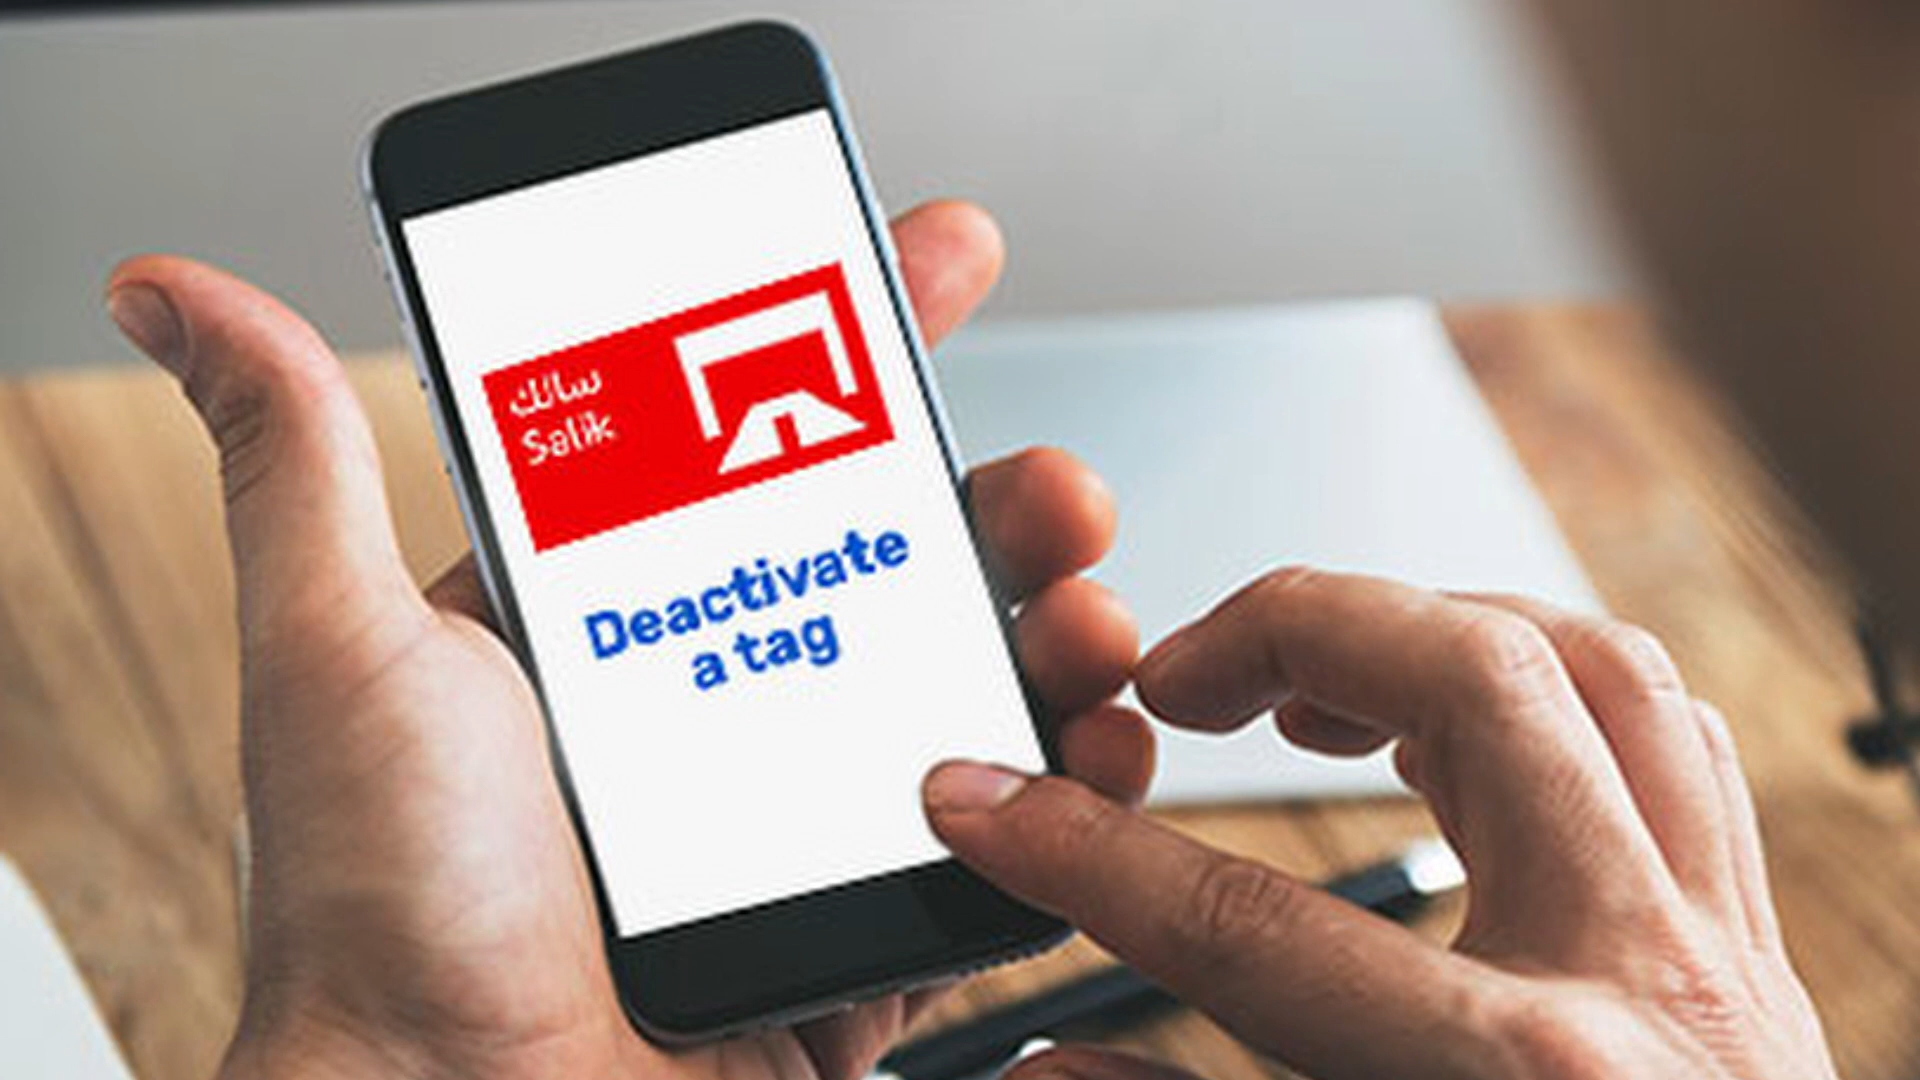 سالك
Salik
Deactivate
a tag